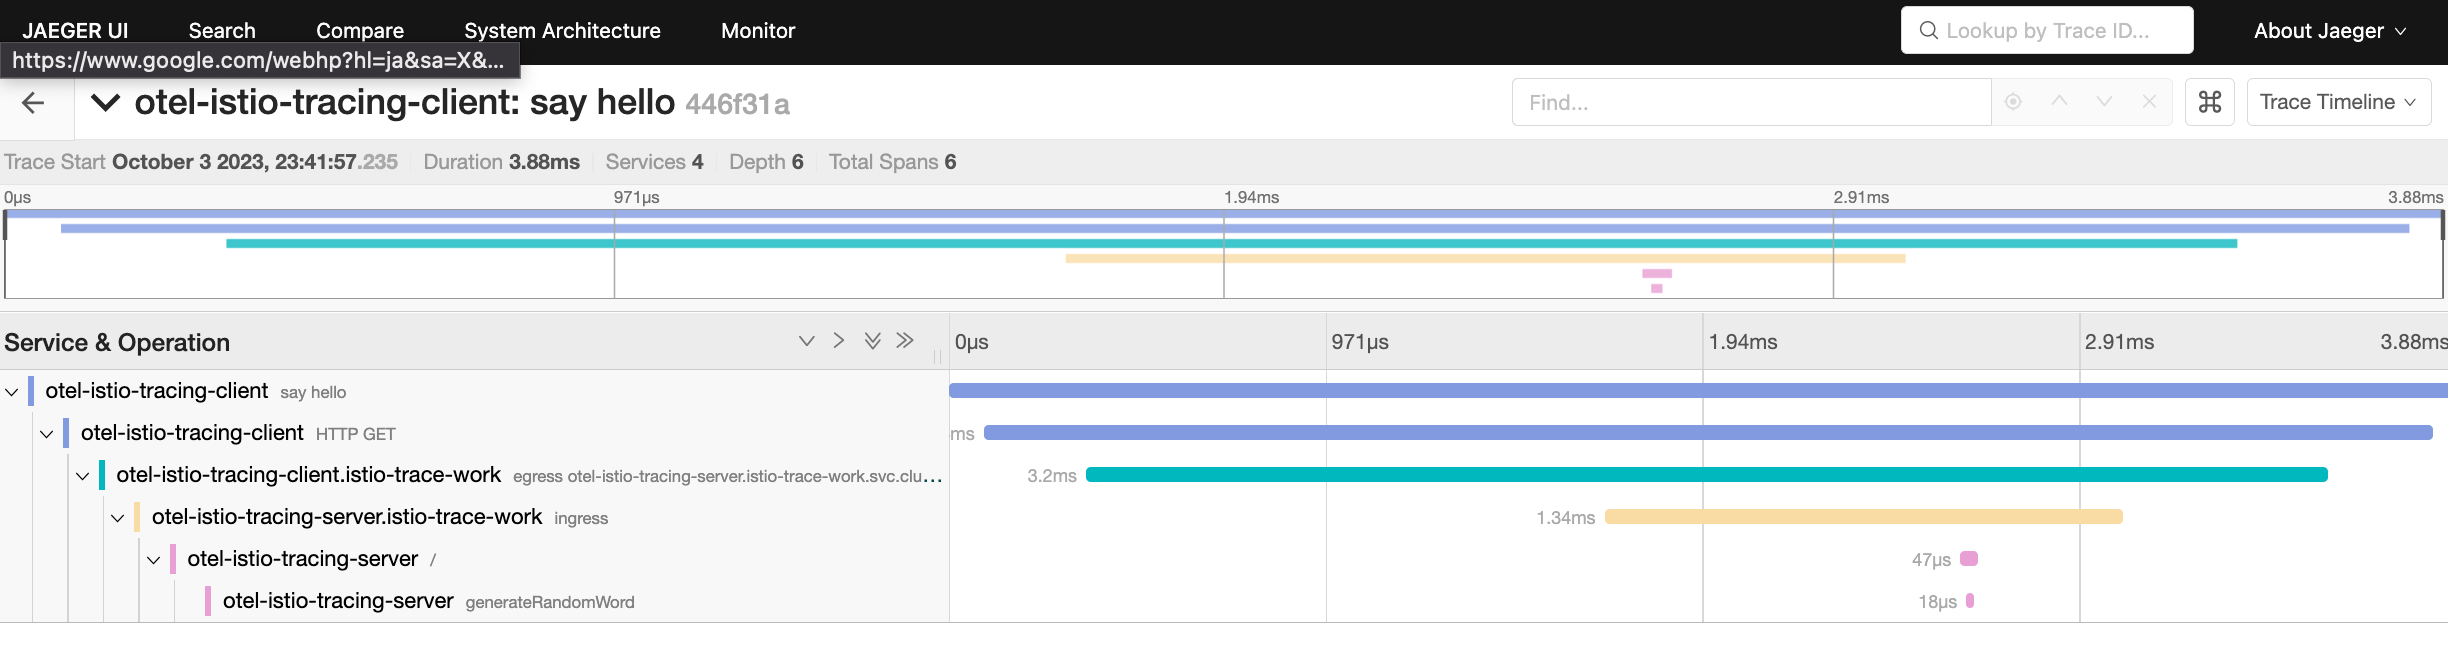 JAEGER UI Search Compare System Architecture Monitor Lookup by Trace ID... About Jaeger
https://www.google.com/webhp?hl=ja&sa=X&...
otel-istio-tracing-client: say hello 446f31a Find... ⌘ Trace Timeline
Trace Start October 3 2023, 23:41:57.235 Duration 3.88ms Services 4 Depth 6 Total Spans 6
0μs 971μs 1.94ms 2.91ms 3.88ms
Service & Operation 0μs 971μs 1.94ms 2.91ms 3.88ms
otel-istio-tracing-client say hello
otel-istio-tracing-client HTTP GET ms
otel-istio-tracing-client.istio-trace-work egress otel-istio-tracing-server.istio-trace-work.svc.clu... 3.2ms
otel-istio-tracing-server.istio-trace-work ingress 1.34ms
otel-istio-tracing-server / 47μs
otel-istio-tracing-server generateRandomWord 18μs